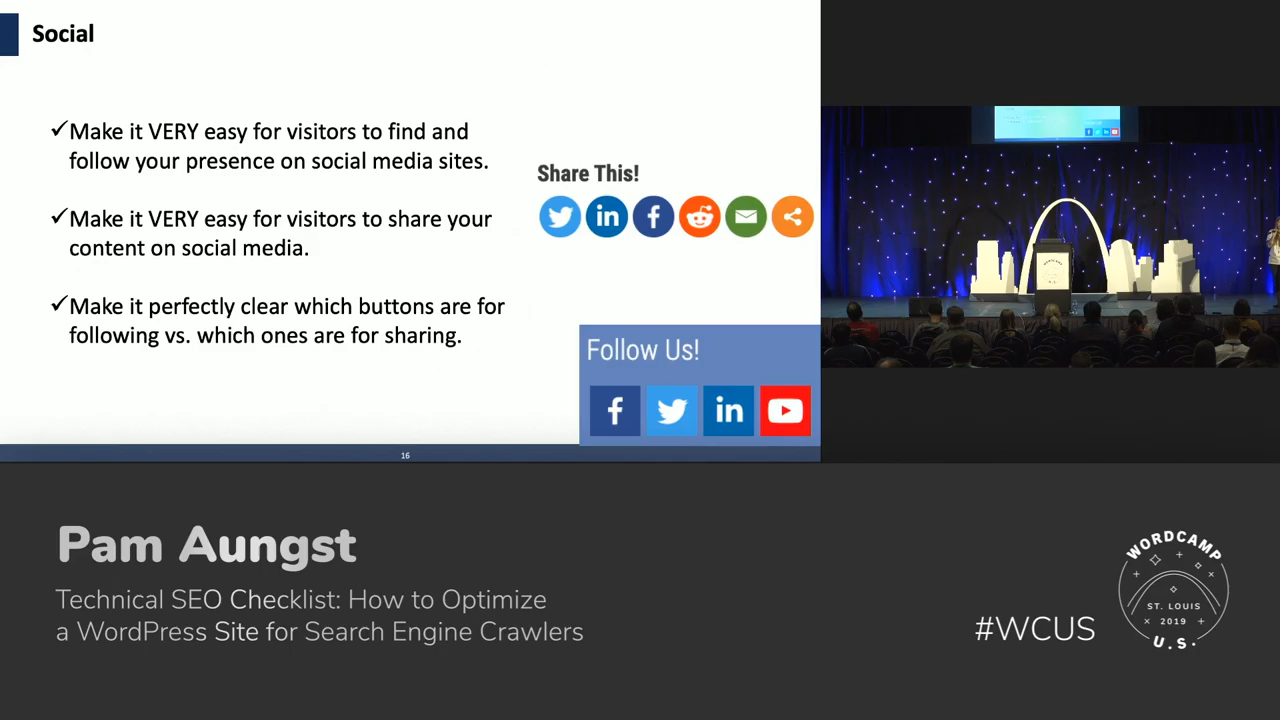 Social
✓Make it VERY easy for visitors to find and
follow your presence on social media sites.
✓Make it VERY easy for visitors to share your
content on social media.
✓Make it perfectly clear which buttons are for
following vs. which ones are for sharing.
Share This!
Follow Us!
16
Pam Aungst
Technical SEO Checklist: How to Optimize
a WordPress Site for Search Engine Crawlers
#WCUS
WORDCAMP
ST. LOUIS
2019
U.S.